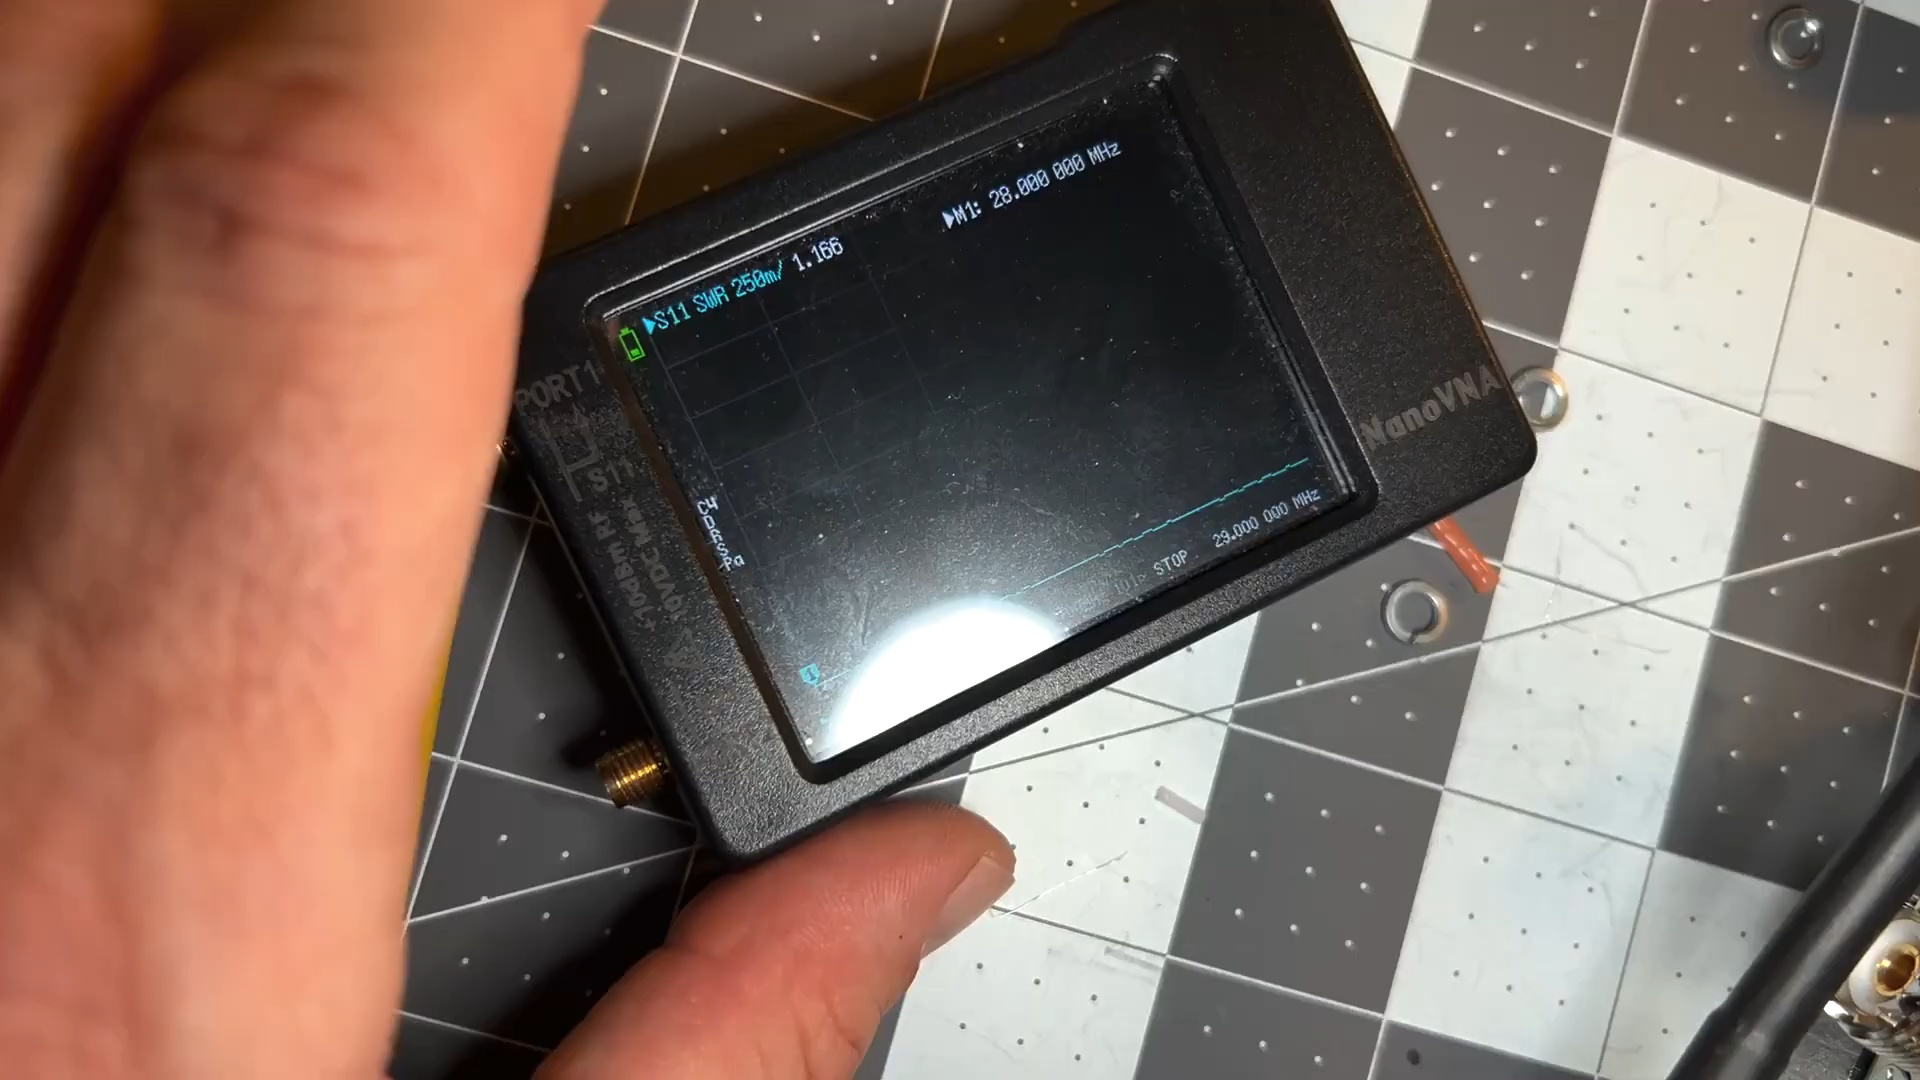 ▶S11 SWR 250m/ 1.166
▶M1: 28.000 000 MHz
C4
D
STOP 29.000 000 MHz
1
PORT1
S11
NanoVNA